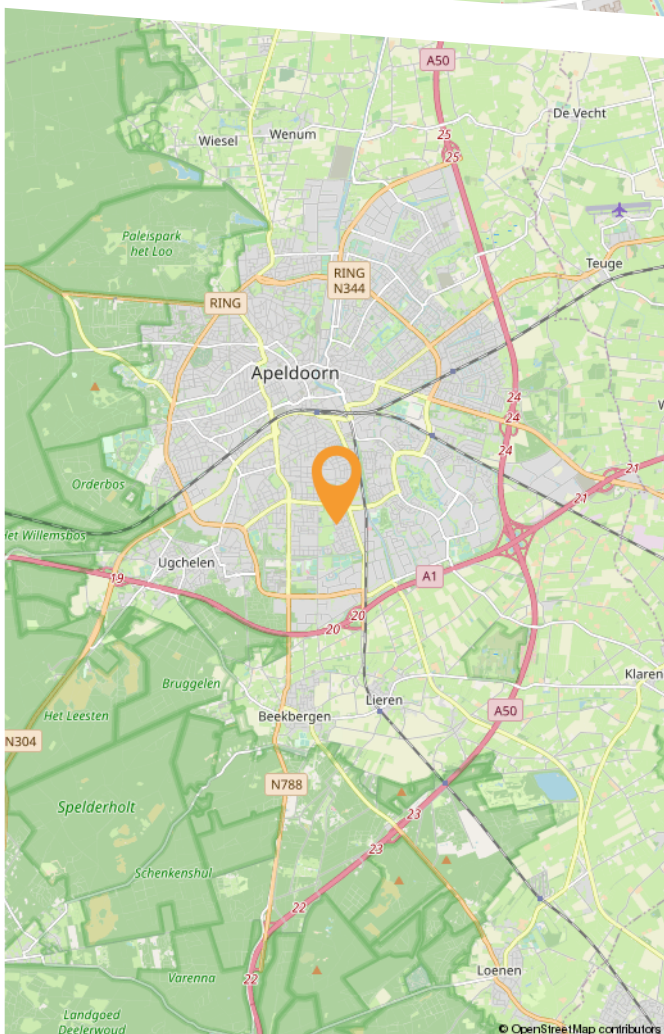 A50
De Vecht
Wiesel
Wenum
25
25
Paleispark
het Loo
Teuge
RING
N344
RING
Apeldoorn
24
24
24
21
21
Orderbos
Het Willemsbos
Ugchelen
19
A1
20
20
Klaren
Bruggelen
Lieren
Het Leesten
Beekbergen
A50
N304
N788
Spelderholt
23
23
Schenkenshul
22
Loenen
Varenna
22
Landgoed
Deelerwoud
© OpenStreetMap contributors